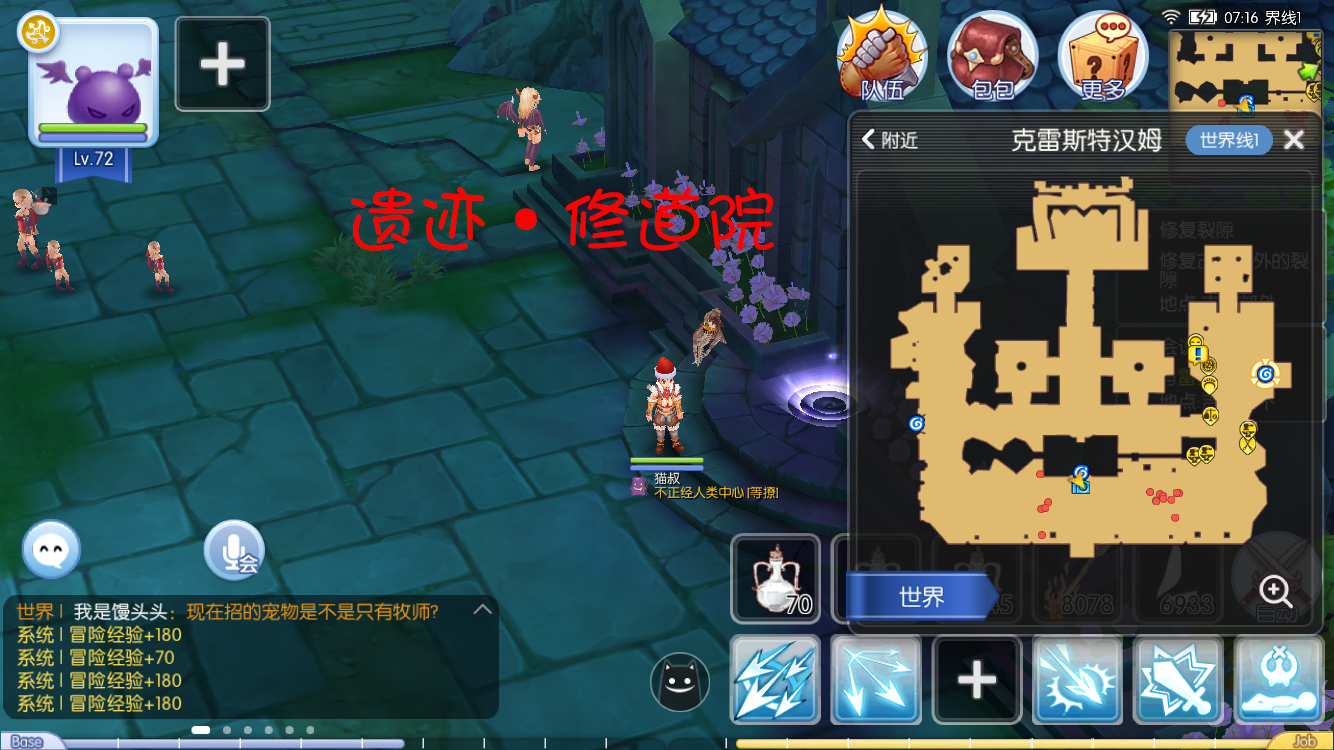 07:16 界线1
队伍
包包
更多
Lv.72
附近
克雷斯特汉姆
世界线1
遗迹·修道院
修复裂隙
隙
猫叔
不正经人类中心[等撩]
会
世界 | 我是馒头头：现在招的宠物是不是只有牧师？
系统 | 冒险经验+180
系统 | 冒险经验+70
系统 | 冒险经验+180
系统 | 冒险经验+180
70
世界
8078
6933
自动
Base
Job